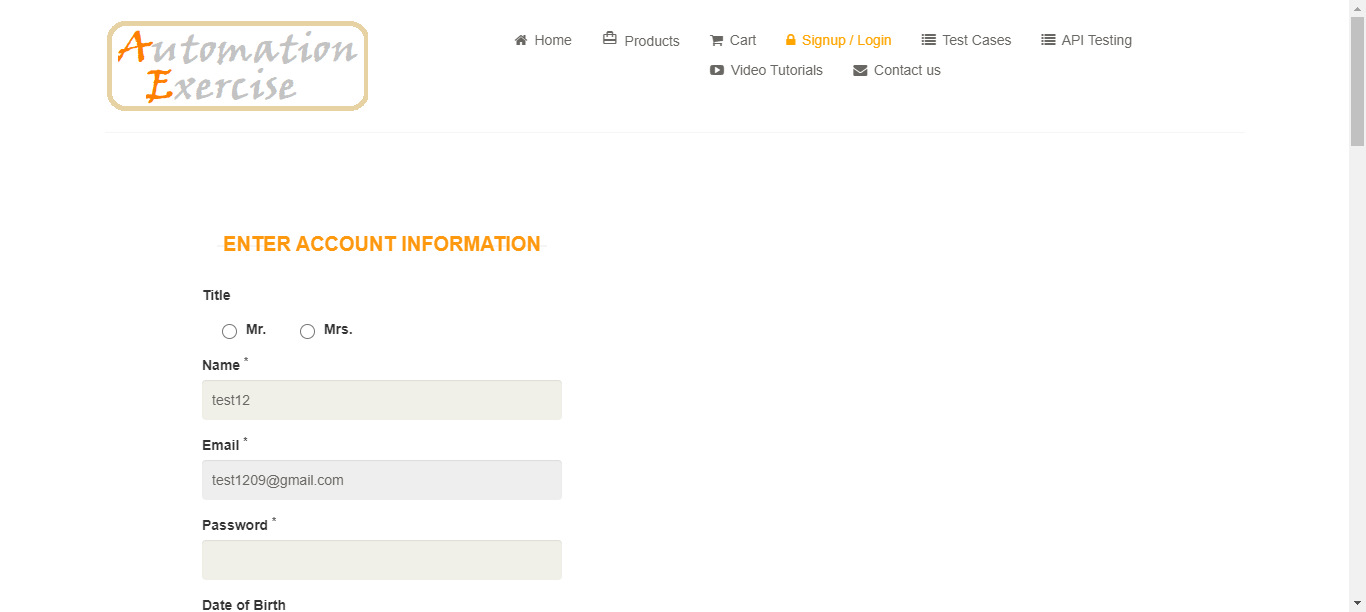 Automation
Exercise
Home Products Cart Signup / Login Test Cases API Testing
Video Tutorials Contact us
ENTER ACCOUNT INFORMATION
Title
Mr. Mrs.
Name *
test12
Email *
test1209@gmail.com
Password *
Date of Birth